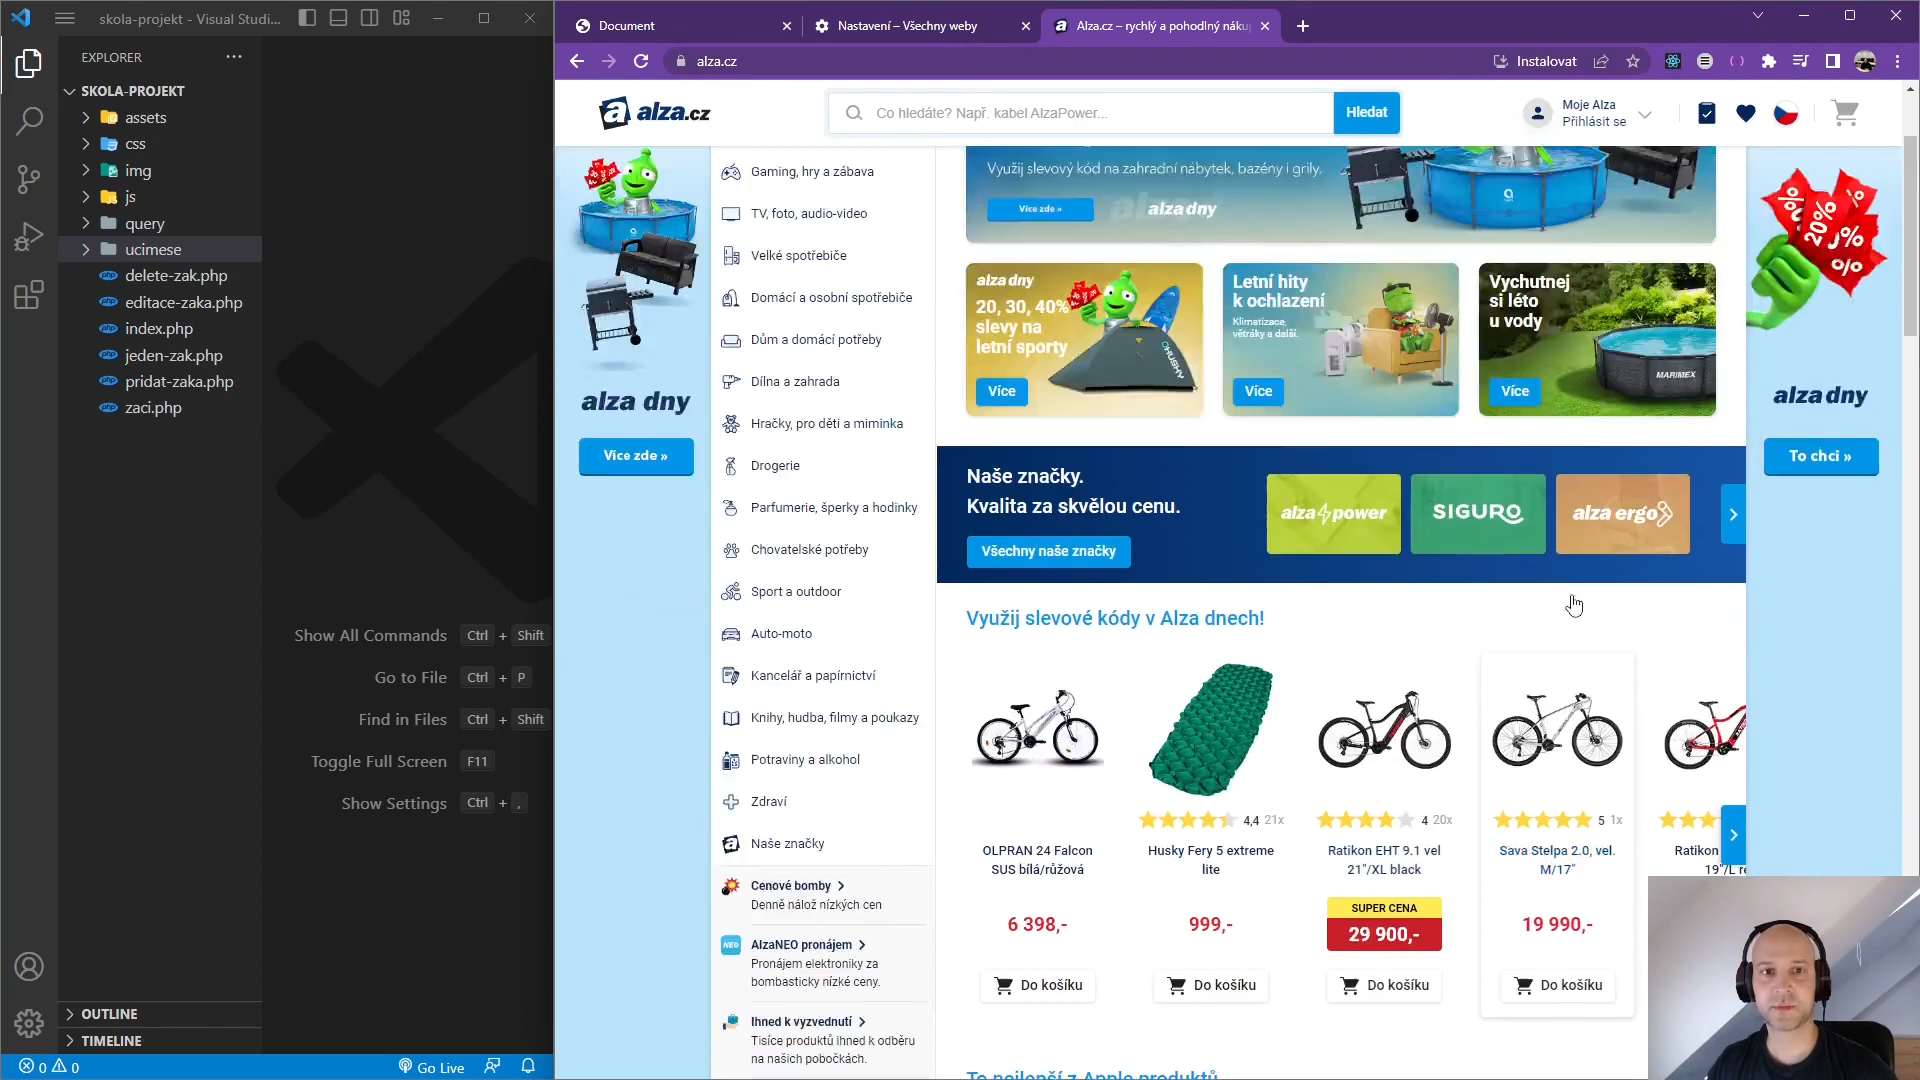 skola-projekt - Visual Studi...
EXPLORER
SKOLA-PROJEKT
assets
css
img
js
query
ucimese
delete-zak.php
editace-zaka.php
index.php
jeden-zak.php
pridat-zaka.php
zaci.php
Show All Commands Ctrl + Shift
Go to File Ctrl + P
Find in Files Ctrl + Shift
Toggle Full Screen F11
Show Settings Ctrl + ,
OUTLINE
TIMELINE
0 0
Go Live
Document
Nastavení – Všechny weby
Alza.cz – rychlý a pohodlný náku
alza.cz
Instalovat
alza.cz
Co hledáte? Např. kabel AlzaPower...
Hledat
Moje Alza
Přihlásit se
alza dny
Více zde »
Gaming, hry a zábava
TV, foto, audio-video
Velké spotřebiče
Domácí a osobní spotřebiče
Dům a domácí potřeby
Dílna a zahrada
Hračky, pro děti a miminka
Drogerie
Parfumerie, šperky a hodinky
Chovatelské potřeby
Sport a outdoor
Auto-moto
Kancelář a papírnictví
Knihy, hudba, filmy a poukazy
Potraviny a alkohol
Zdraví
Naše značky
Cenové bomby
Denně nálož nízkých cen
NEO
AlzaNEO pronájem
Pronájem elektroniky za
bombasticky nízké ceny.
Ihned k vyzvednutí
Tisíce produktů ihned k odběru
na našich pobočkách.
Využij slevový kód na zahradní nábytek, bazény i grily.
Více zde »
alza dny
alza dny
20, 30, 40%
slevy na
letní sporty
HUSKY
Více
Letní hity
k ochlazení
Klimatizace,
větráky a další.
Více
Vychutnej
si léto
u vody
MARIMEX
Více
Naše značky.
Kvalita za skvělou cenu.
Všechny naše značky
alza power
SIGURO
alza ergo
Využij slevové kódy v Alza dnech!
4,4 21x
4 20x
5 1x
OLPRAN 24 Falcon
SUS bílá/růžová
Husky Fery 5 extreme
lite
Ratikon EHT 9.1 vel
21"/XL black
Sava Stelpa 2.0, vel.
M/17"
Ratikon
19"/L re
6 398,-
999,-
SUPER CENA
29 900,-
19 990,-
Do košíku
Do košíku
Do košíku
Do košíku
To nejlepší z Apple produktů
20%
%
%
%
%
alza dny
To chci »